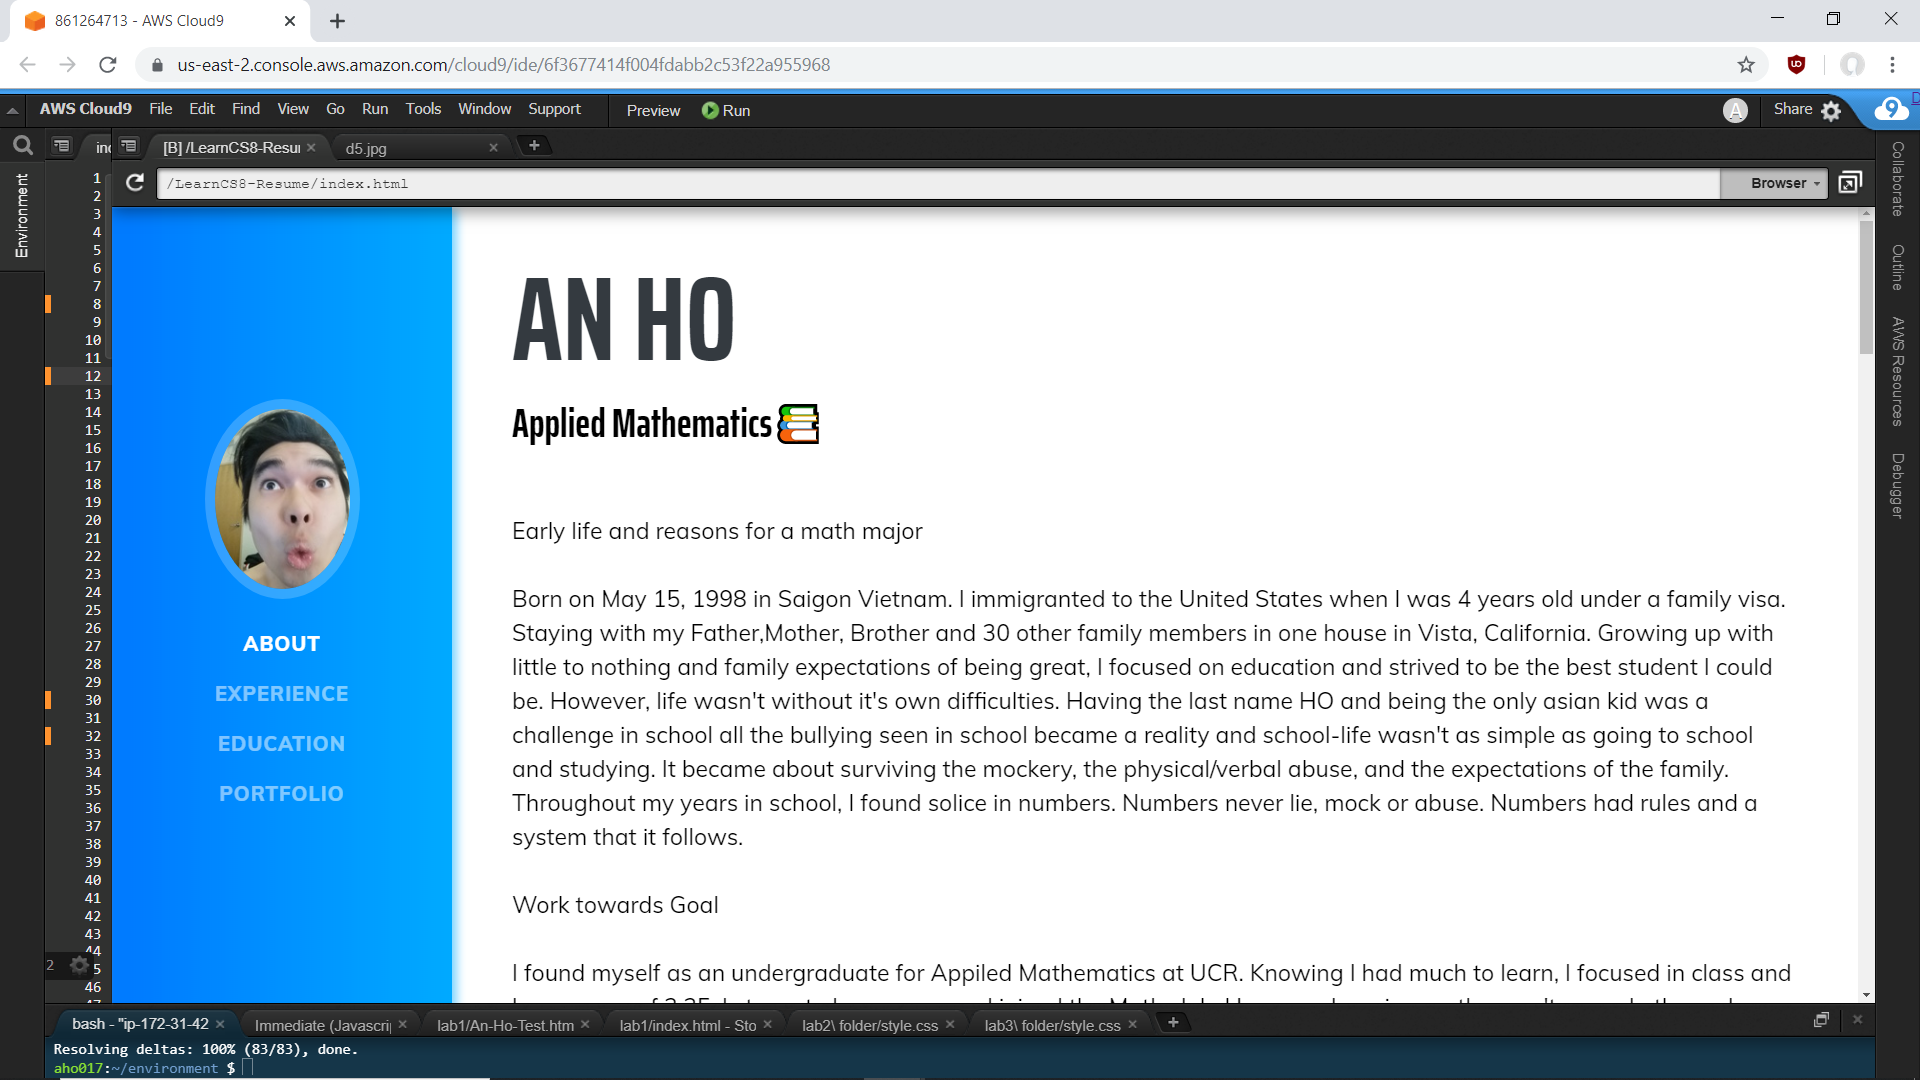 861264713 - AWS Cloud9
us-east-2.console.aws.amazon.com/cloud9/ide/6f3677414f004fdabb2c53f22a955968
AWS Cloud9 File Edit Find View Go Run Tools Window Support Preview Run A Share 9
[B] /LearnCS8-Resu d5.jpg
/LearnCS8-Resume/index.html Browser
Environment
Collaborate
Outline
AWS Resources
Debugger
1
2
3
4
5
6
7
8
9
10
11
12
13
14
15
16
17
18
19
20
21
22
23
24
25
26
27
28
29
30
31
32
33
34
35
36
37
38
39
40
41
42
43
44
2
46
ABOUT
EXPERIENCE
EDUCATION
PORTFOLIO
AN HO
Applied Mathematics
Early life and reasons for a math major
Born on May 15, 1998 in Saigon Vietnam. I immigranted to the United States when I was 4 years old under a family visa.
Staying with my Father,Mother, Brother and 30 other family members in one house in Vista, California. Growing up with
little to nothing and family expectations of being great, I focused on education and strived to be the best student I could
be. However, life wasn't without it's own difficulties. Having the last name HO and being the only asian kid was a
challenge in school all the bullying seen in school became a reality and school-life wasn't as simple as going to school
and studying. It became about surviving the mockery, the physical/verbal abuse, and the expectations of the family.
Throughout my years in school, I found solice in numbers. Numbers never lie, mock or abuse. Numbers had rules and a
system that it follows.
Work towards Goal
I found myself as an undergraduate for Appiled Mathematics at UCR. Knowing I had much to learn, I focused in class and
bash - "ip-172-31-42 Immediate (Javascri lab1/An-Ho-Test.htm lab1/index.html - Sto lab2\ folder/style.css lab3\ folder/style.css
Resolving deltas: 100% (83/83), done.
aho017:~/environment $